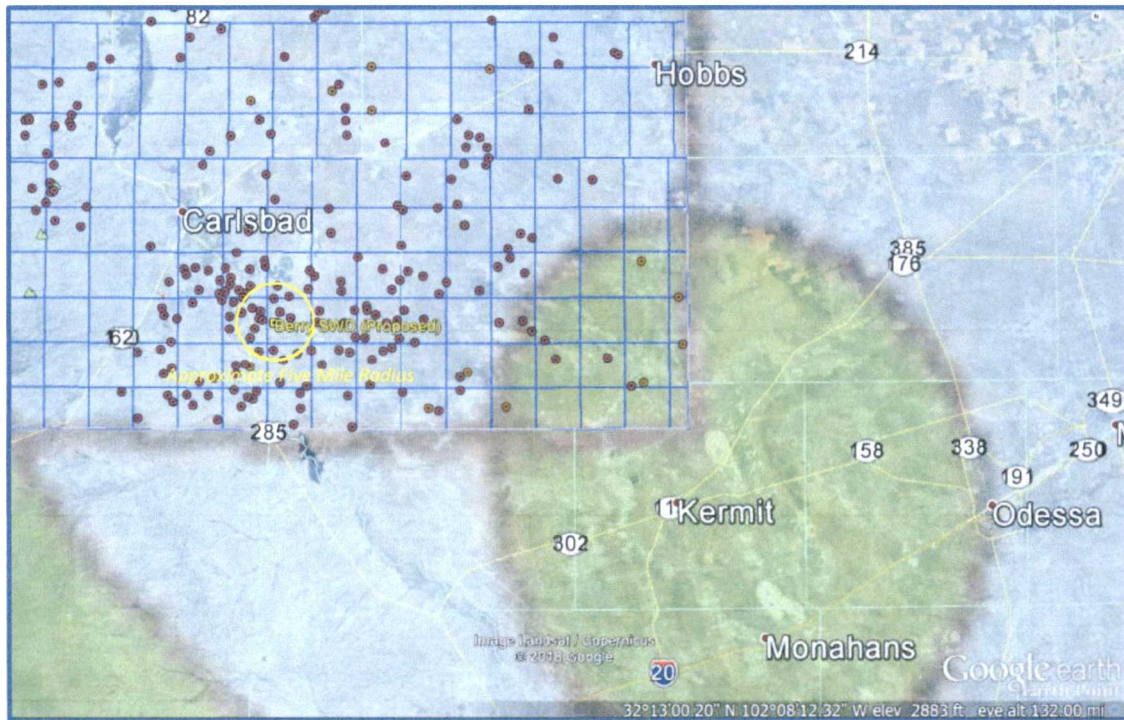 82
214
Hobbs
Carlsbad
385
176
Berry SWD (Proposed)
Approximate Five Mile Radius
285
349
158
338
250
191
Kermit
Odessa
302
Image Landsat / Copernicus
© 2018 Google
Monahans
20
Google earth
32°13'00.20" N 102°08'12.32" W elev 2883 ft eye alt 132.00 mi